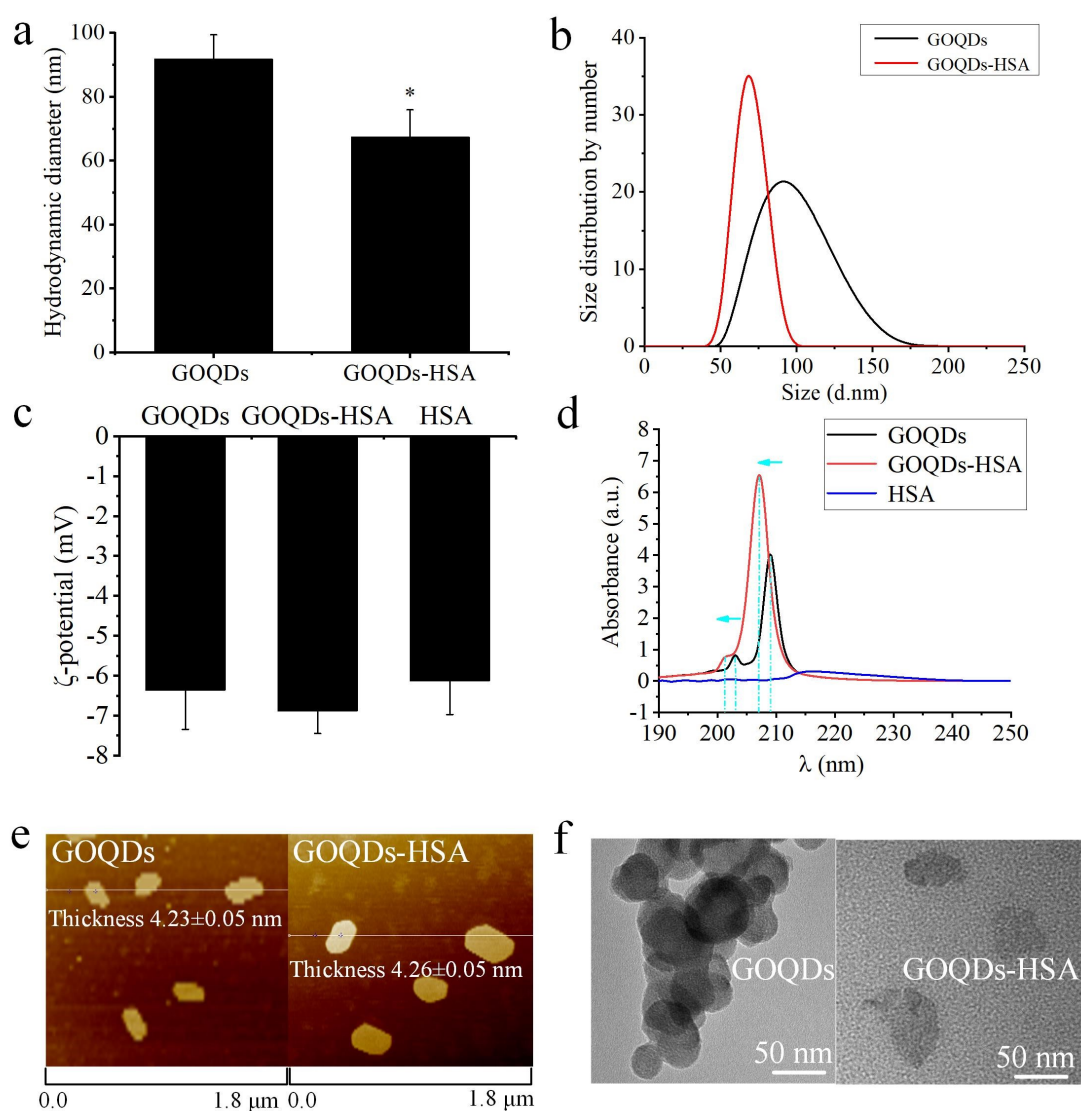 a
100
80
60
40
20
0
Hydrodynamic diameter (nm)
*
GOQDs
GOQDs-HSA
b
GOQDs
GOQDs-HSA
40
30
20
10
0
Size distribution by number
0
50
100
150
200
250
Size (d.nm)
c
GOQDs
GOQDs-HSA
HSA
0
-1
-2
-3
-4
-5
-6
-7
-8
ζ-potential (mV)
d
GOQDs
GOQDs-HSA
HSA
8
7
6
5
4
3
2
1
0
-1
Absorbance (a.u.)
190
200
210
220
230
240
250
λ (nm)
e
GOQDs
Thickness 4.23±0.05 nm
GOQDs-HSA
Thickness 4.26±0.05 nm
0.0
1.8 μm
0.0
1.8 μm
f
GOQDs
50 nm
GOQDs-HSA
50 nm